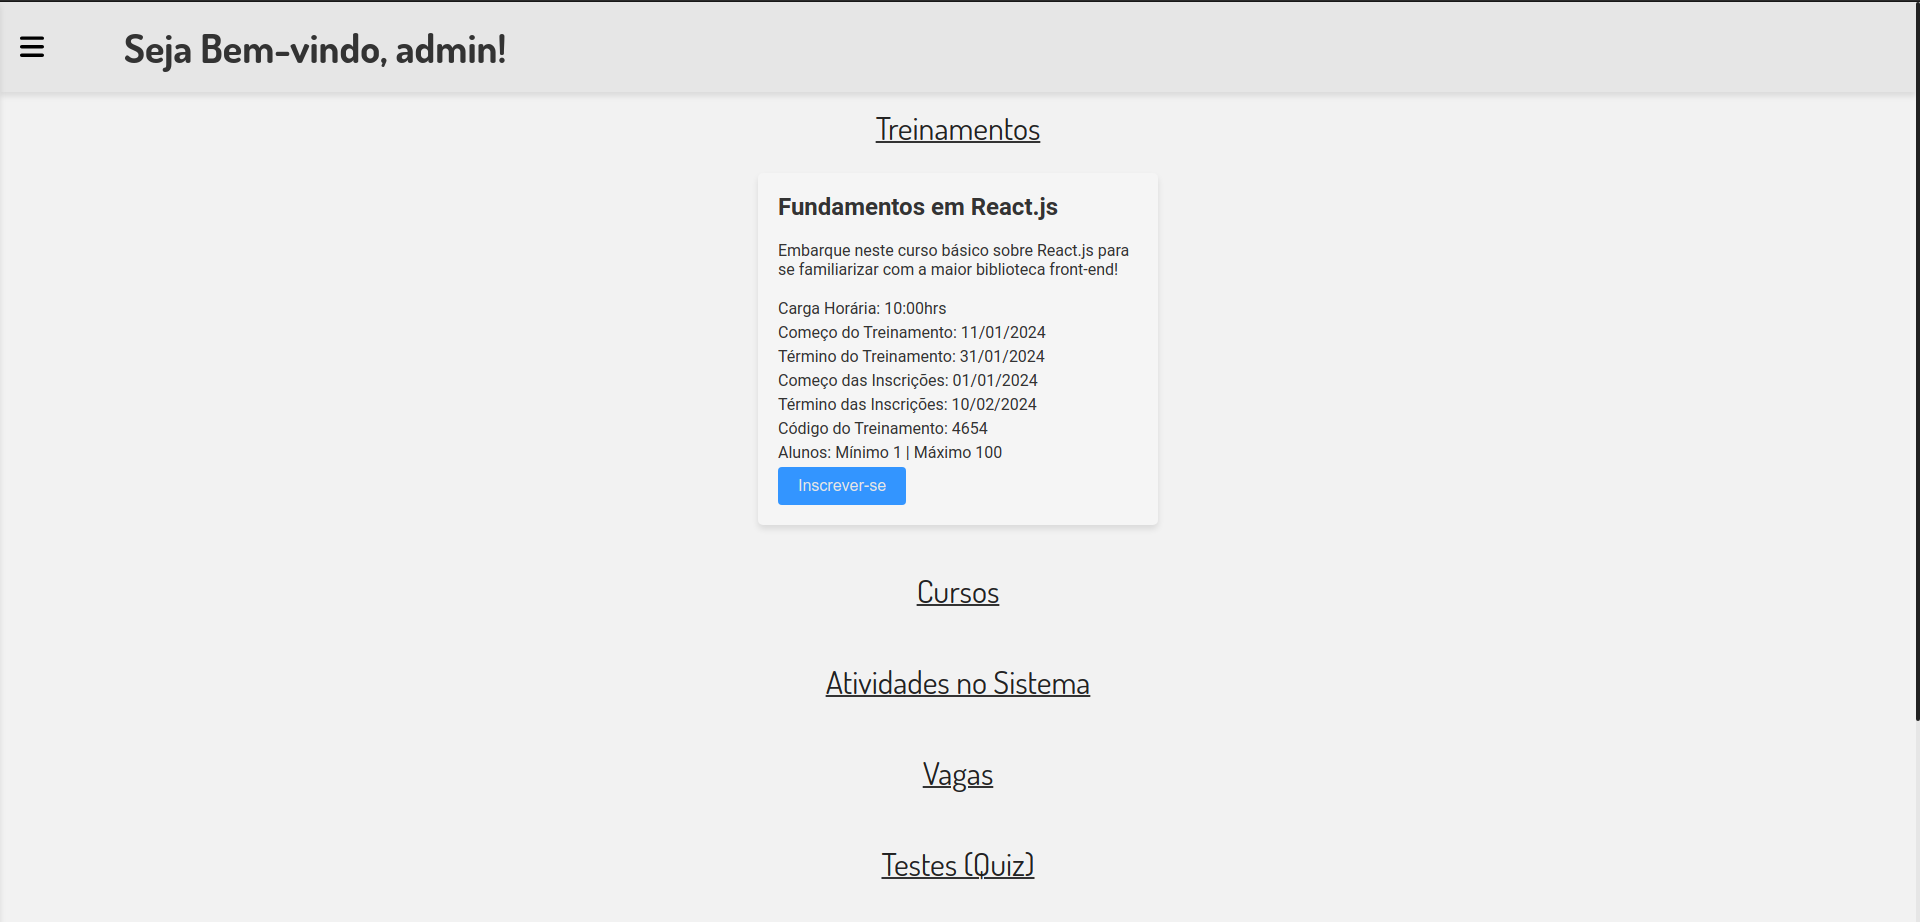 Seja Bem-vindo, admin!
Treinamentos
Fundamentos em React.js
Embarque neste curso básico sobre React.js para
se familiarizar com a maior biblioteca front-end!
Carga Horária: 10:00hrs
Começo do Treinamento: 11/01/2024
Término do Treinamento: 31/01/2024
Começo das Inscrições: 01/01/2024
Término das Inscrições: 10/02/2024
Código do Treinamento: 4654
Alunos: Mínimo 1 | Máximo 100
Inscrever-se
Cursos
Atividades no Sistema
Vagas
Testes (Quiz)